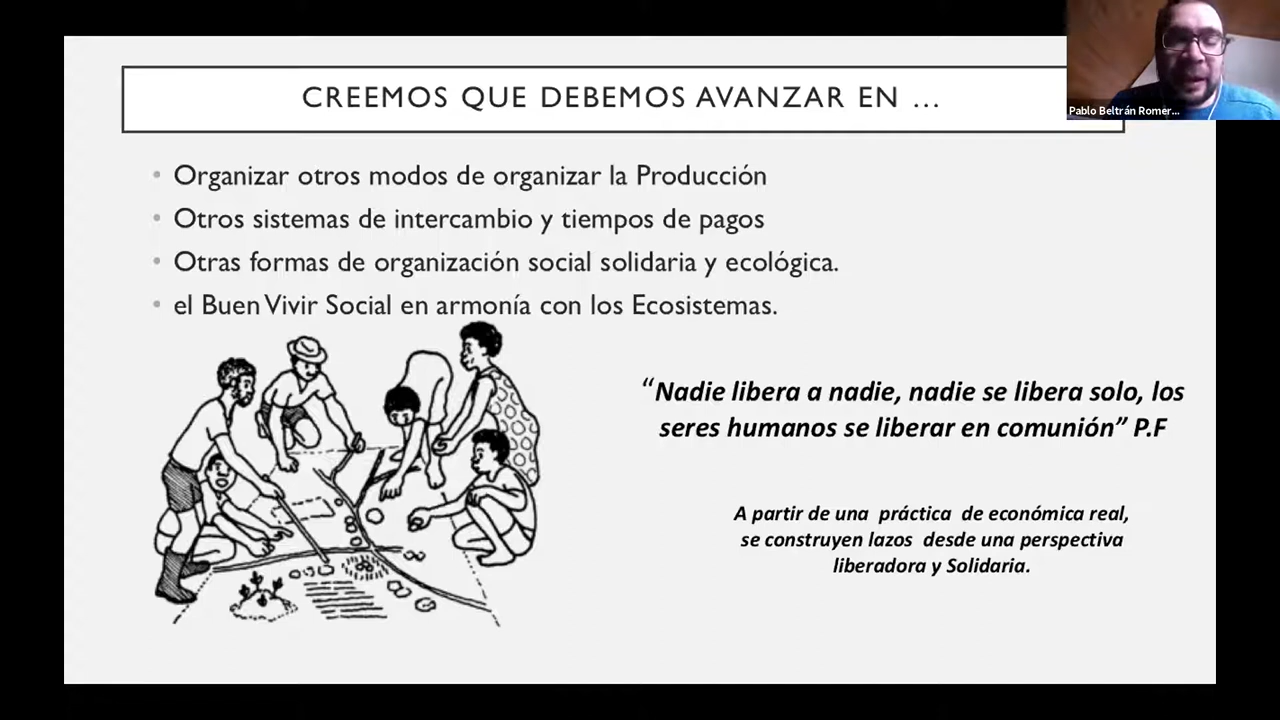 CREEMOS QUE DEBEMOS AVANZAR EN ...
Pablo Beltrán Romer...
• Organizar otros modos de organizar la Producción
• Otros sistemas de intercambio y tiempos de pagos
• Otras formas de organización social solidaria y ecológica.
• el Buen Vivir Social en armonía con los Ecosistemas.
“Nadie libera a nadie, nadie se libera solo, los
seres humanos se liberar en comunión” P.F
A partir de una práctica de económica real,
se construyen lazos desde una perspectiva
liberadora y Solidaria.